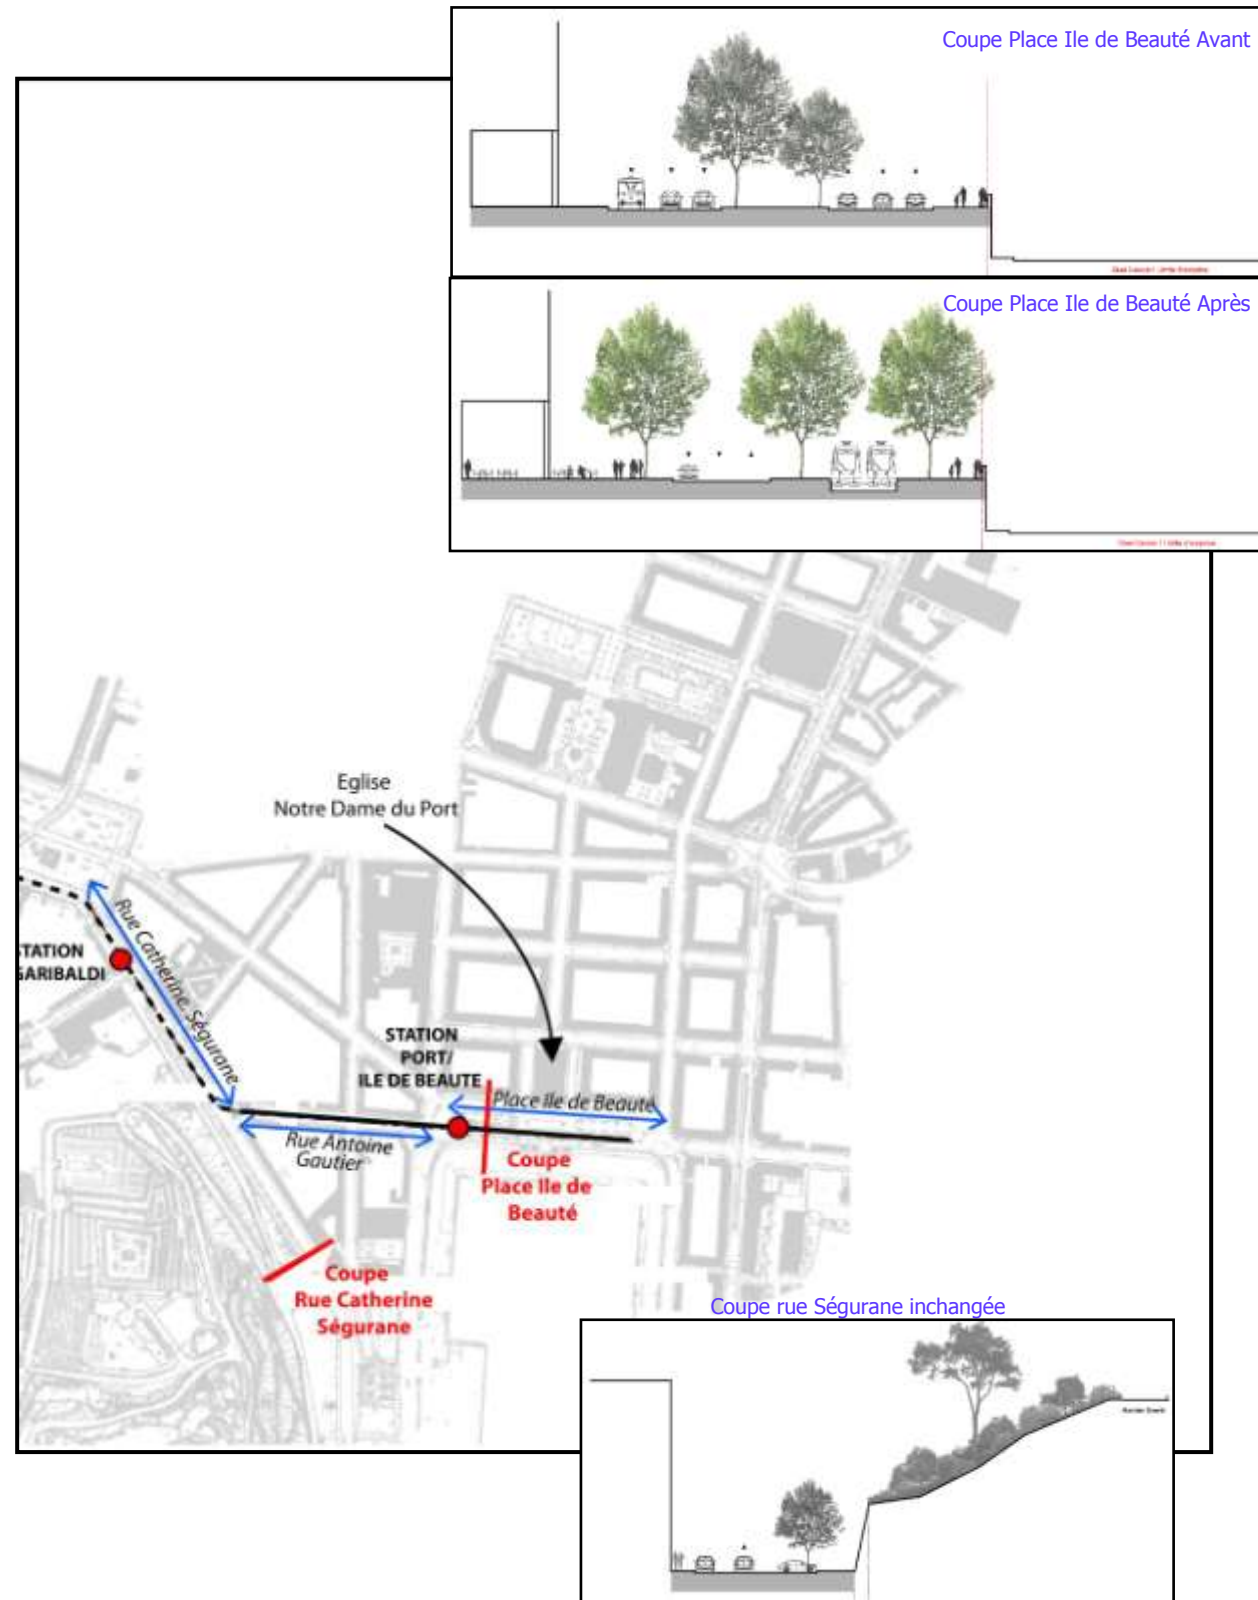 Coupe Place Ile de Beauté Avant
Coupe Place Ile de Beauté Après
Eglise
Notre Dame du Port
Rue Catherine Ségurane
STATION
GARIBALDI
STATION
PORT/
ILE DE BEAUTE
Place Ile de Beauté
Rue Antoine
Gautier
Coupe
Place Ile de
Beauté
Coupe
Rue Catherine
Ségurane
Coupe rue Ségurane inchangée